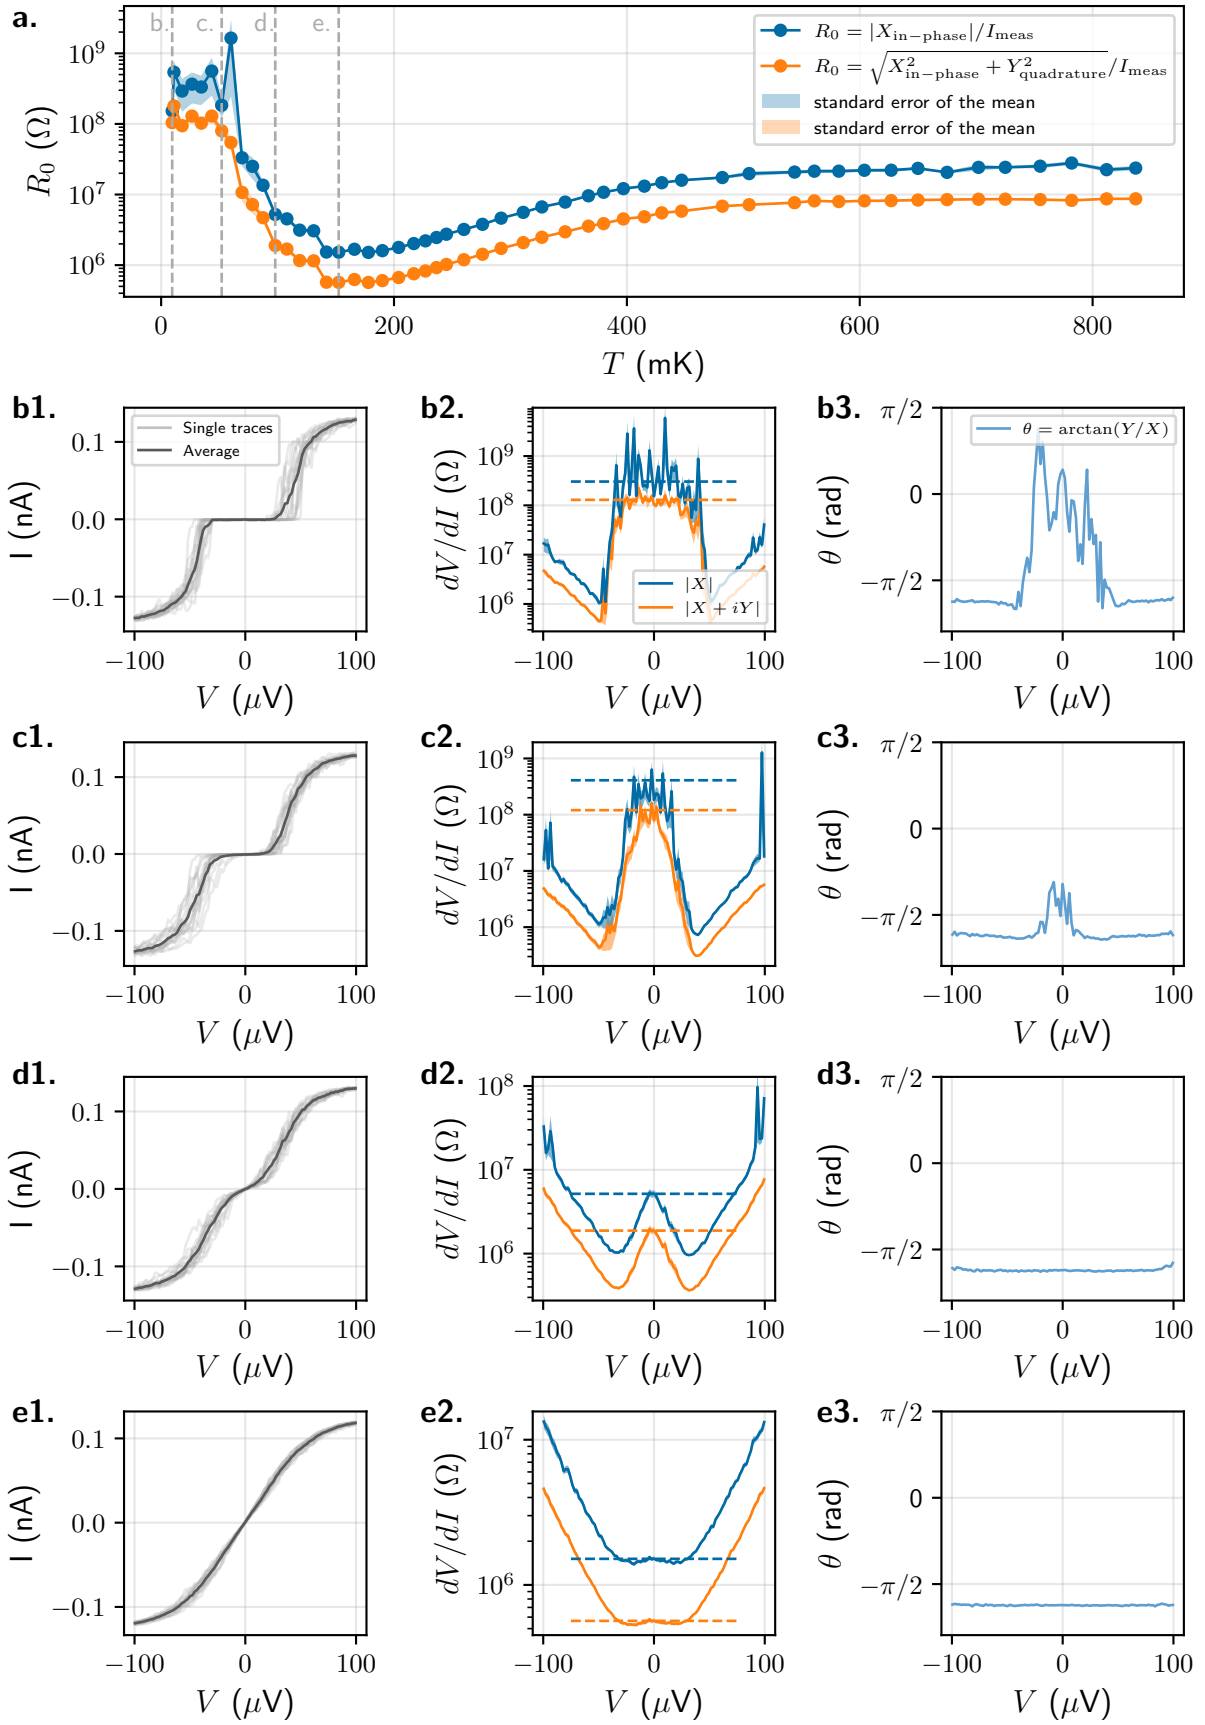 a.
b.
c.
d.
e.
R₀ = |X_in−phase|/I_meas
R₀ = √(X²_in−phase + Y²_quadrature)/I_meas
standard error of the mean
standard error of the mean
10⁹
10⁸
10⁷
10⁶
R₀ (Ω)
0
200
400
600
800
T (mK)
b1.
Single traces
Average
0.1
0.0
−0.1
I (nA)
−100
0
100
V (μV)
b2.
10⁹
10⁸
10⁷
10⁶
dV/dI (Ω)
|X|
|X + iY|
−100
0
100
V (μV)
b3.
θ = arctan(Y/X)
π/2
0
−π/2
θ (rad)
−100
0
100
V (μV)
c1.
0.1
0.0
−0.1
I (nA)
−100
0
100
V (μV)
c2.
10⁹
10⁸
10⁷
10⁶
dV/dI (Ω)
−100
0
100
V (μV)
c3.
π/2
0
−π/2
θ (rad)
−100
0
100
V (μV)
d1.
0.1
0.0
−0.1
I (nA)
−100
0
100
V (μV)
d2.
10⁸
10⁷
10⁶
dV/dI (Ω)
−100
0
100
V (μV)
d3.
π/2
0
−π/2
θ (rad)
−100
0
100
V (μV)
e1.
0.1
0.0
−0.1
I (nA)
−100
0
100
V (μV)
e2.
10⁷
10⁶
dV/dI (Ω)
−100
0
100
V (μV)
e3.
π/2
0
−π/2
θ (rad)
−100
0
100
V (μV)